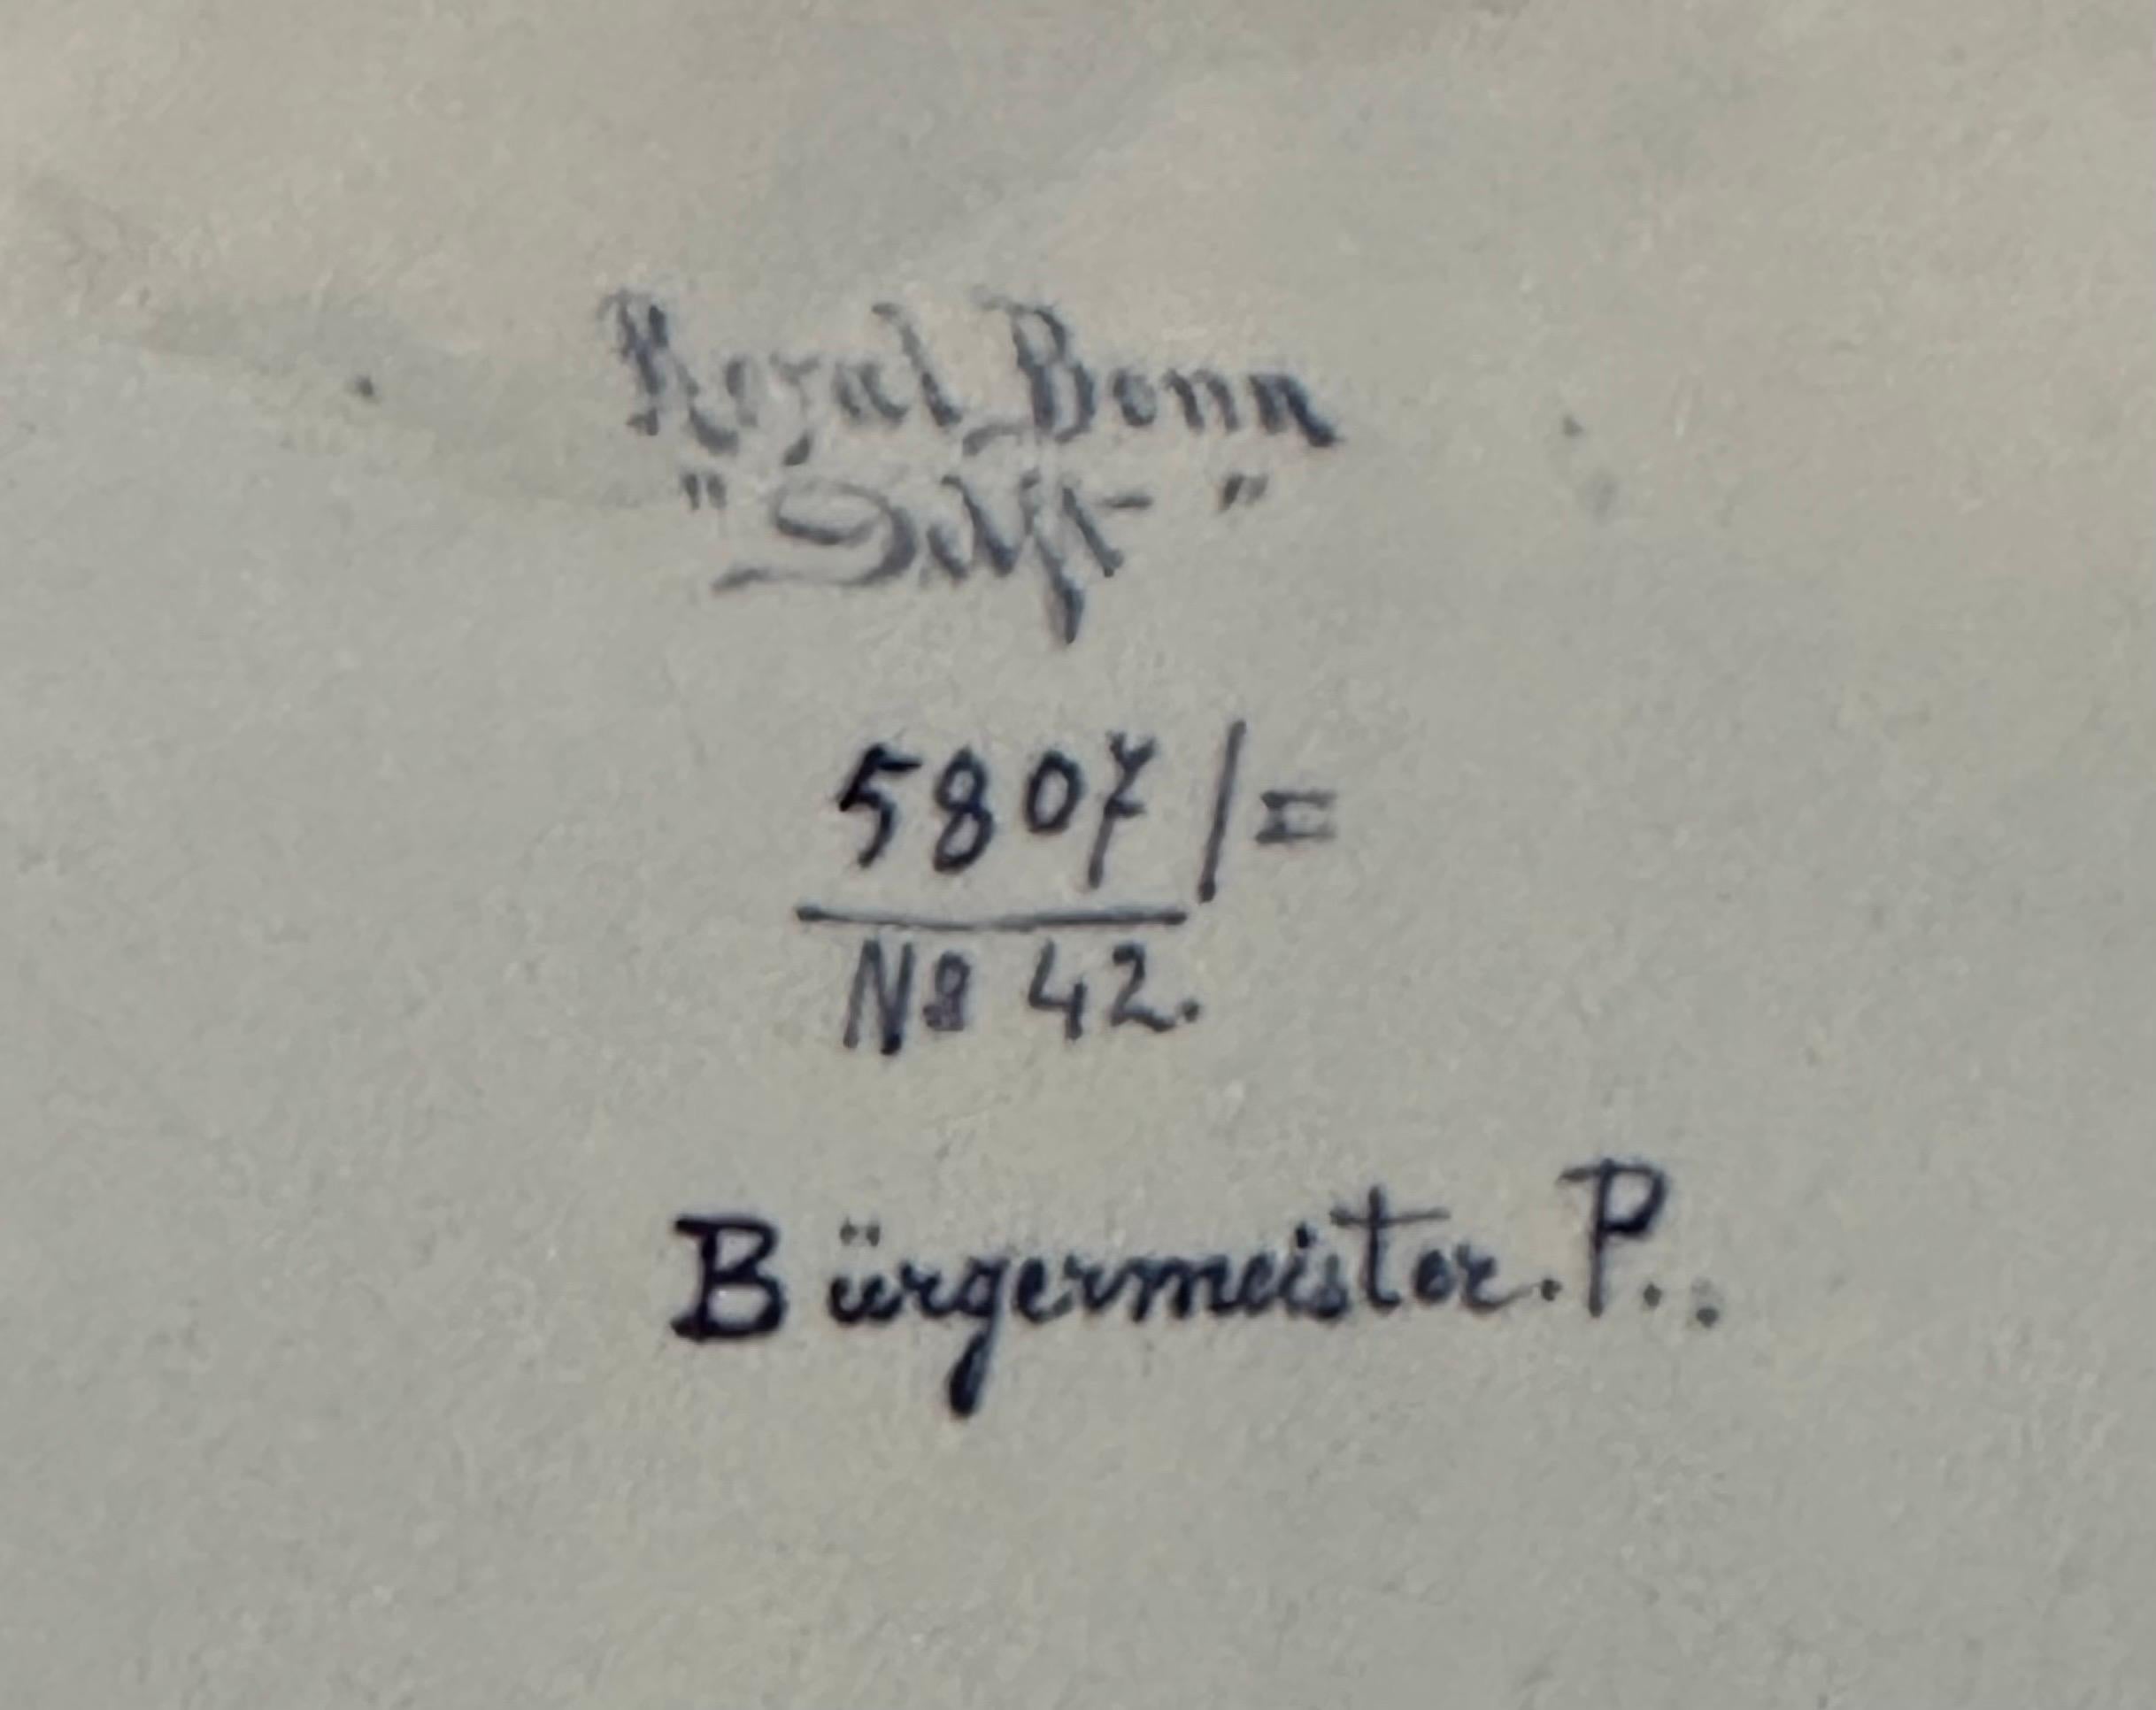 Royal Bonn
"Delft"
5807/=
No 42.
Bürgermeister. P..